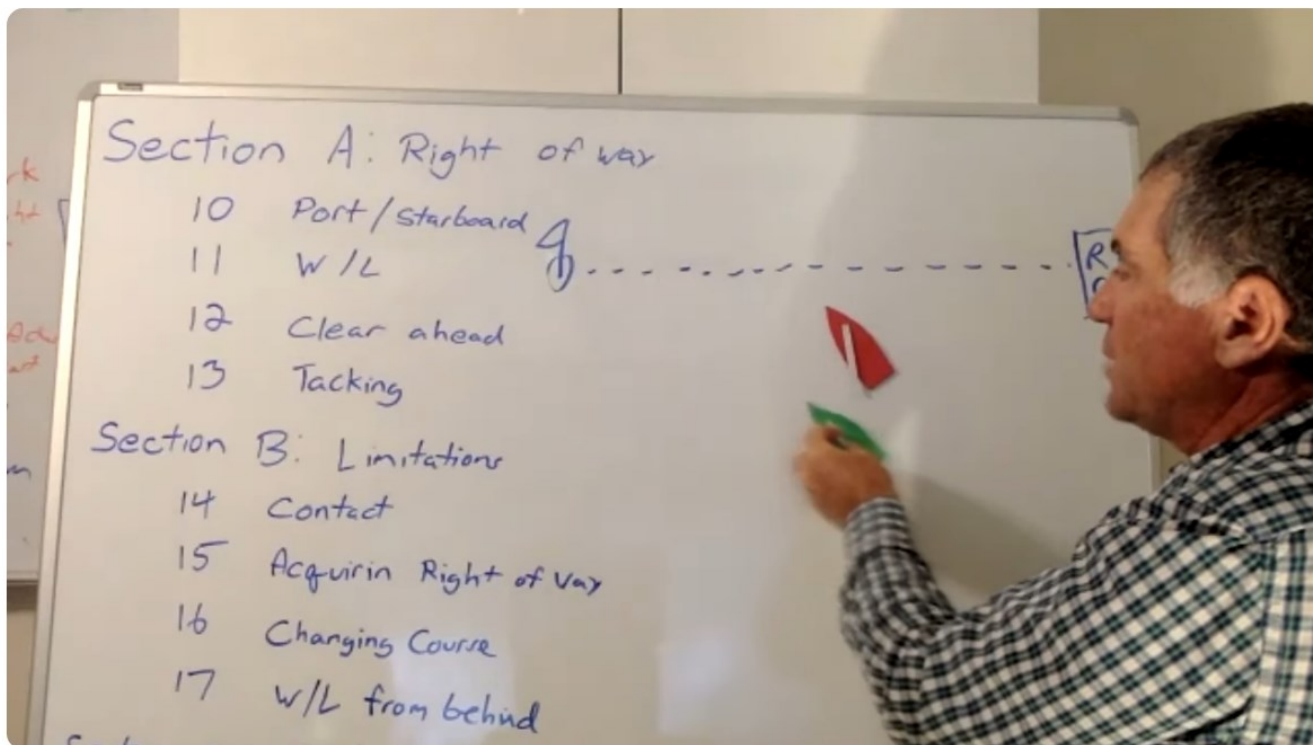 Section A: Right of way
10 Port/Starboard
11 W/L
12 Clear ahead
13 Tacking
Section B: Limitations
14 Contact
15 Acquirin Right of Way
16 Changing Course
17 W/L from behind
R